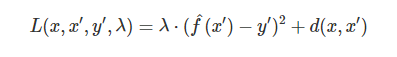 L(x, x′, y′, λ) = λ · (f̂(x′) − y′)² + d(x, x′)